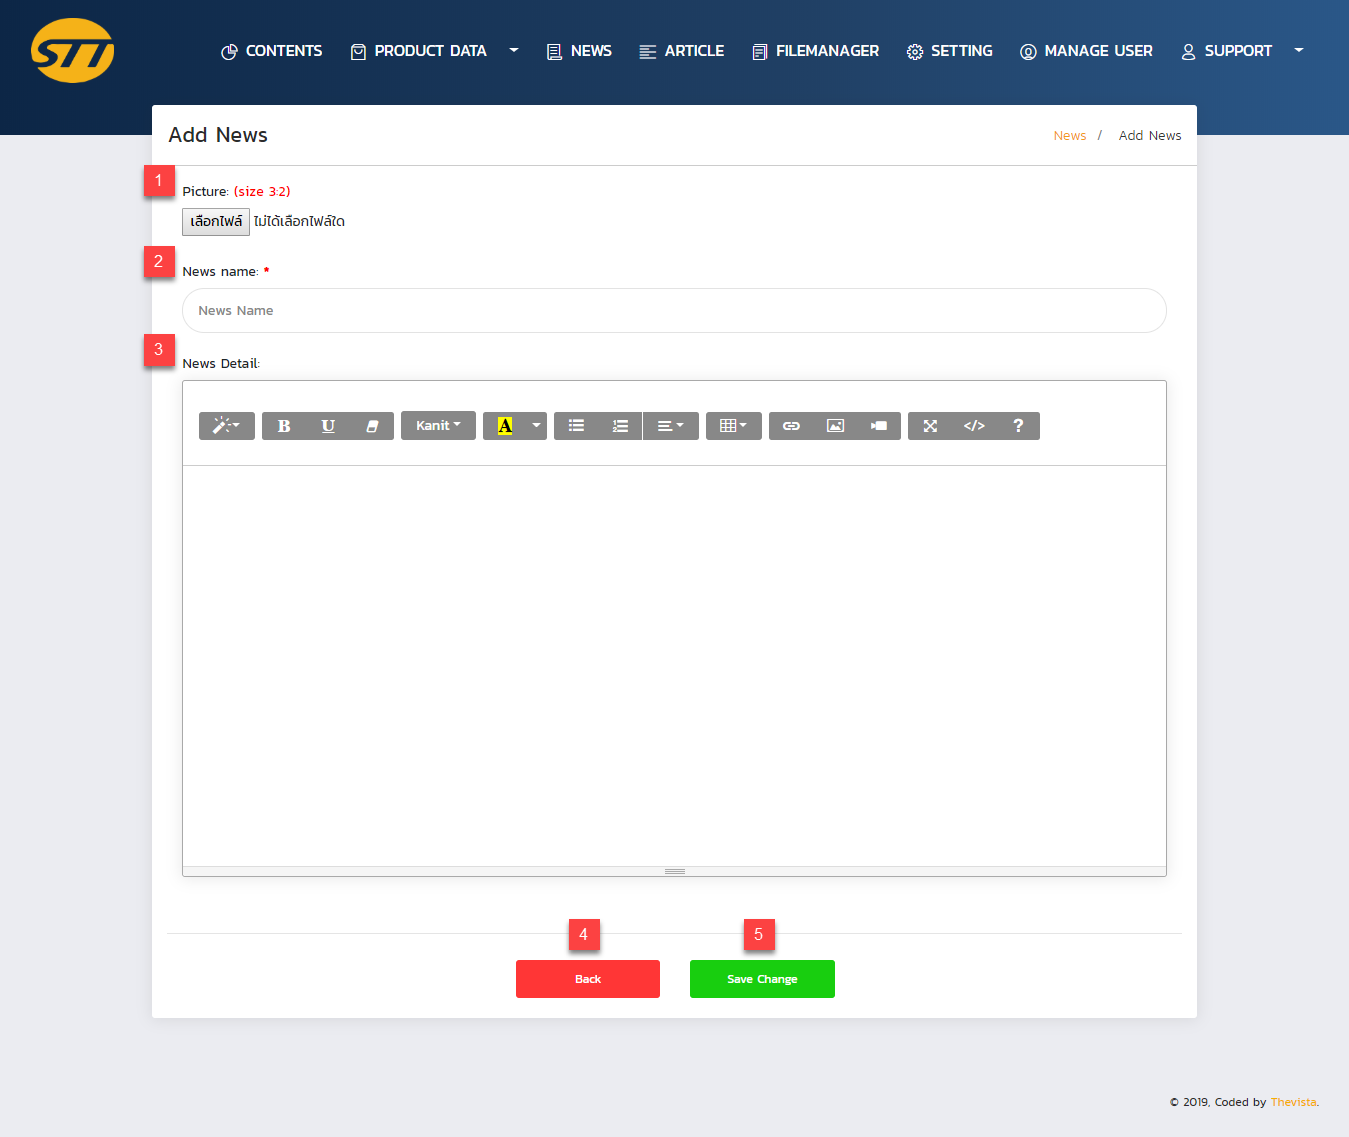 STT
CONTENTS PRODUCT DATA NEWS ARTICLE FILEMANAGER SETTING MANAGE USER SUPPORT
Add News
News / Add News
1
Picture: (size 3:2)
เลือกไฟล์ ไม่ได้เลือกไฟล์ใด
2
News name: *
News Name
3
News Detail:
B U Kanit A </> ?
4 5
Back Save Change
© 2019, Coded by Thevista.